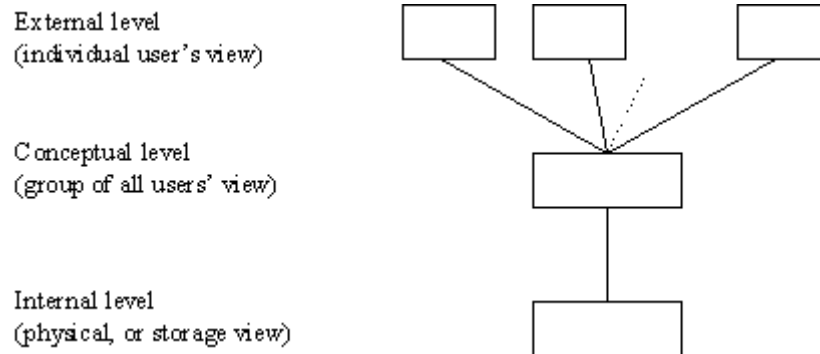 External level
(individual user's view)
Conceptual level
(group of all users' view)
Internal level
(physical, or storage view)